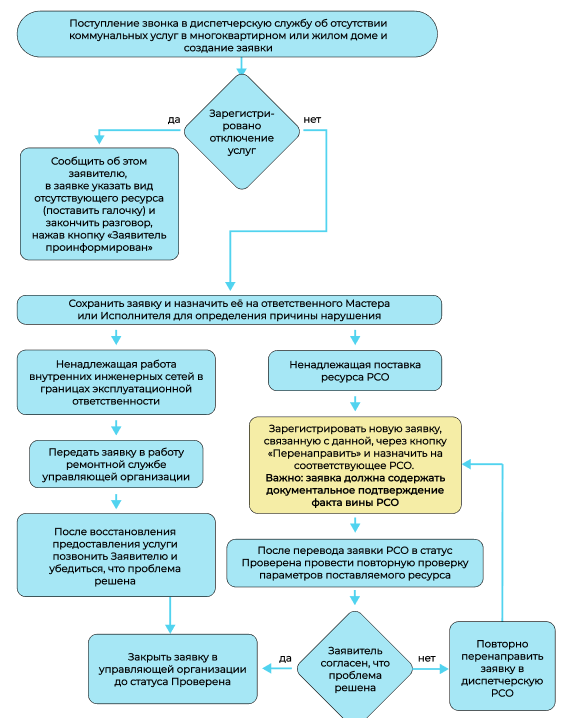 Поступление звонка в диспетчерскую службу об отсутствии
коммунальных услуг в многоквартирном или жилом доме и
создание заявки
Зарегистри-
ровано
отключение
услуг
да
нет
Сообщить об этом
заявителю,
в заявке указать вид
отсутствующего ресурса
(поставить галочку) и
закончить разговор,
нажав кнопку «Заявитель
проинформирован»
Сохранить заявку и назначить её на ответственного Мастера
или Исполнителя для определения причины нарушения
Ненадлежащая работа
внутренних инженерных сетей в
границах эксплуатационной
ответственности
Ненадлежащая поставка
ресурса РСО
Передать заявку в работу
ремонтной службе
управляющей организации
Зарегистрировать новую заявку,
связанную с данной, через кнопку
«Перенаправить» и назначить на
соответствующее РСО.
Важно: заявка должна содержать
документальное подтверждение
факта вины РСО
После восстановления
предоставления услуги
позвонить Заявителю и
убедиться, что проблема
решена
После перевода заявки РСО в статус
Проверена провести повторную проверку
параметров поставляемого ресурса
Закрыть заявку в
управляющей организации
до статуса Проверена
да
Заявитель
согласен, что
проблема
решена
нет
Повторно
перенаправить
заявку в
диспетчерскую
РСО